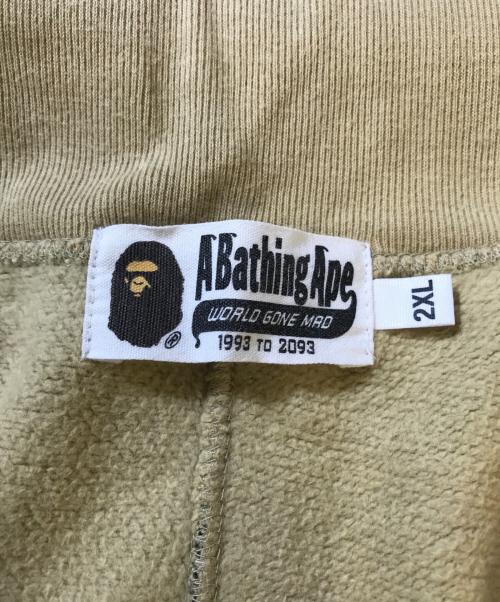 A Bathing Ape
WORLD GONE MAD
1993 TO 2093
2XL